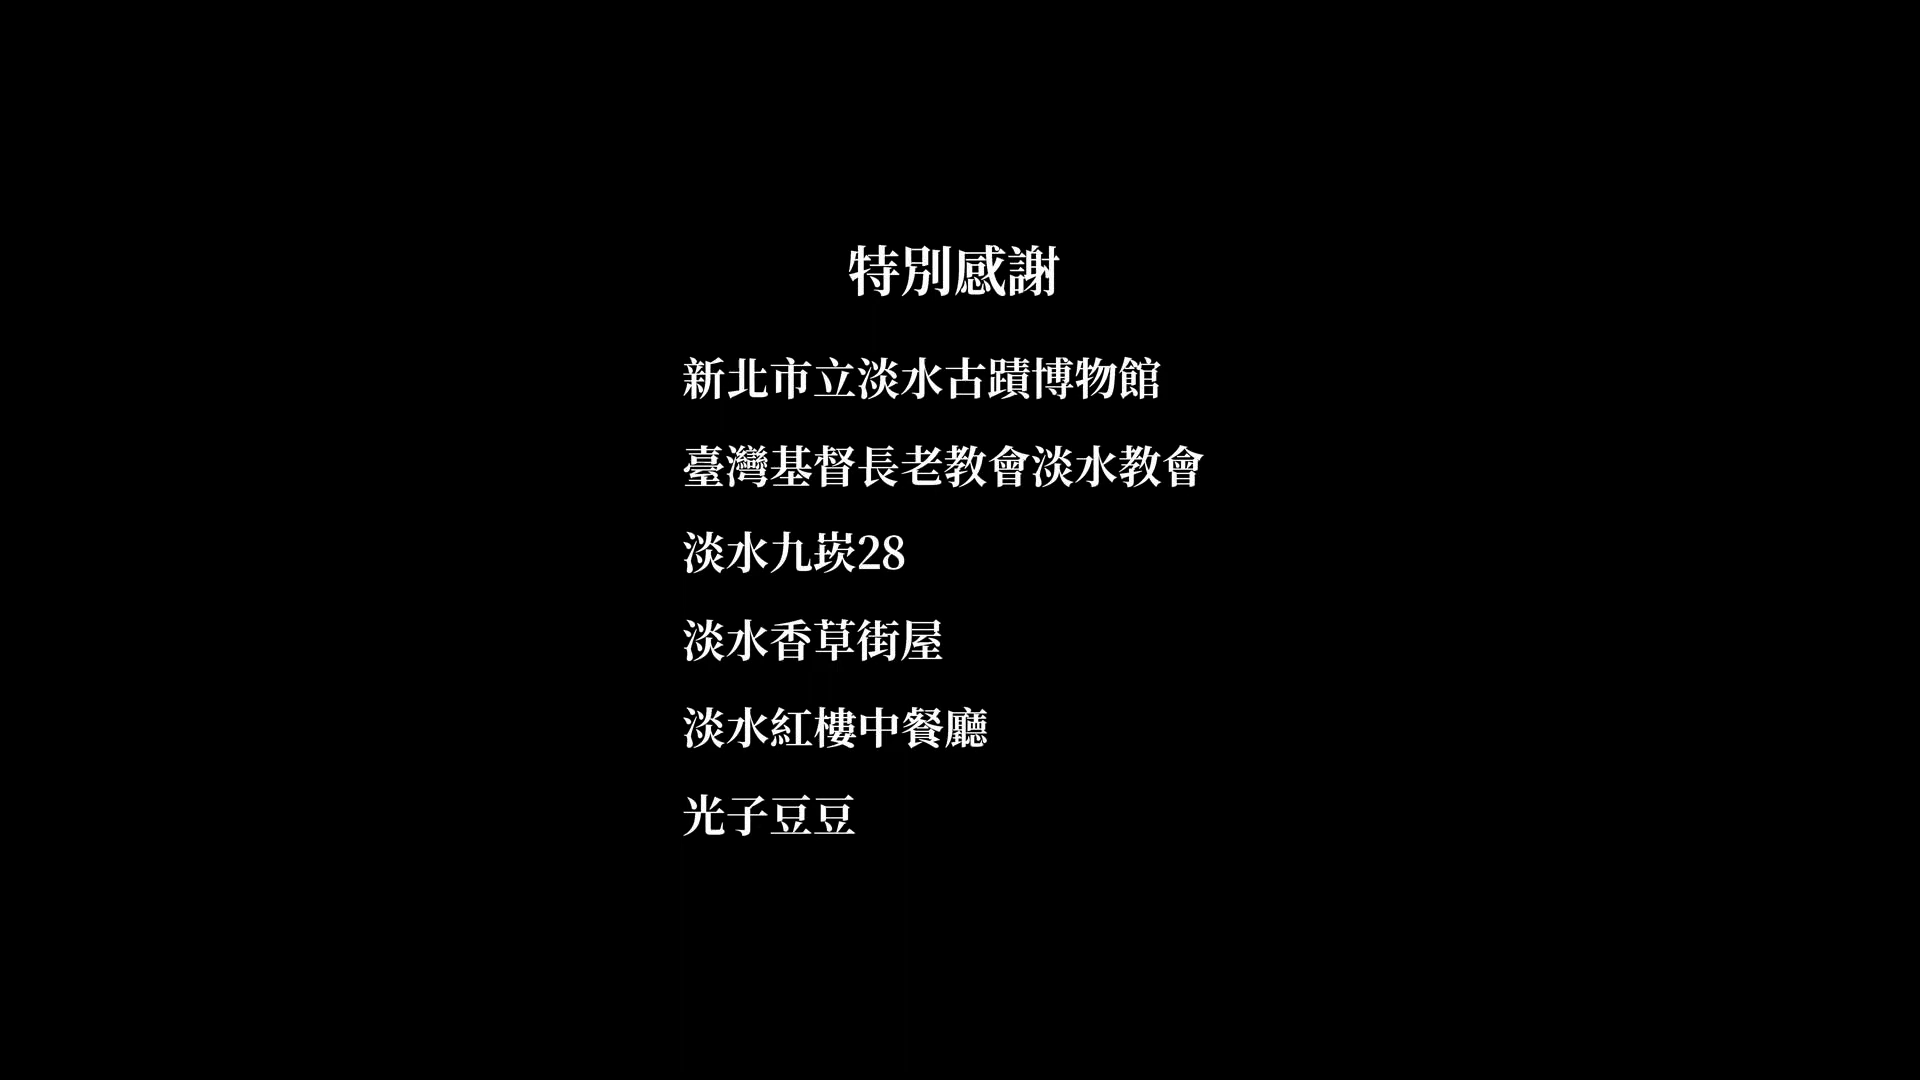 特別感謝
新北市立淡水古蹟博物館
臺灣基督長老教會淡水教會
淡水九崁28
淡水香草街屋
淡水紅樓中餐廳
光子豆豆